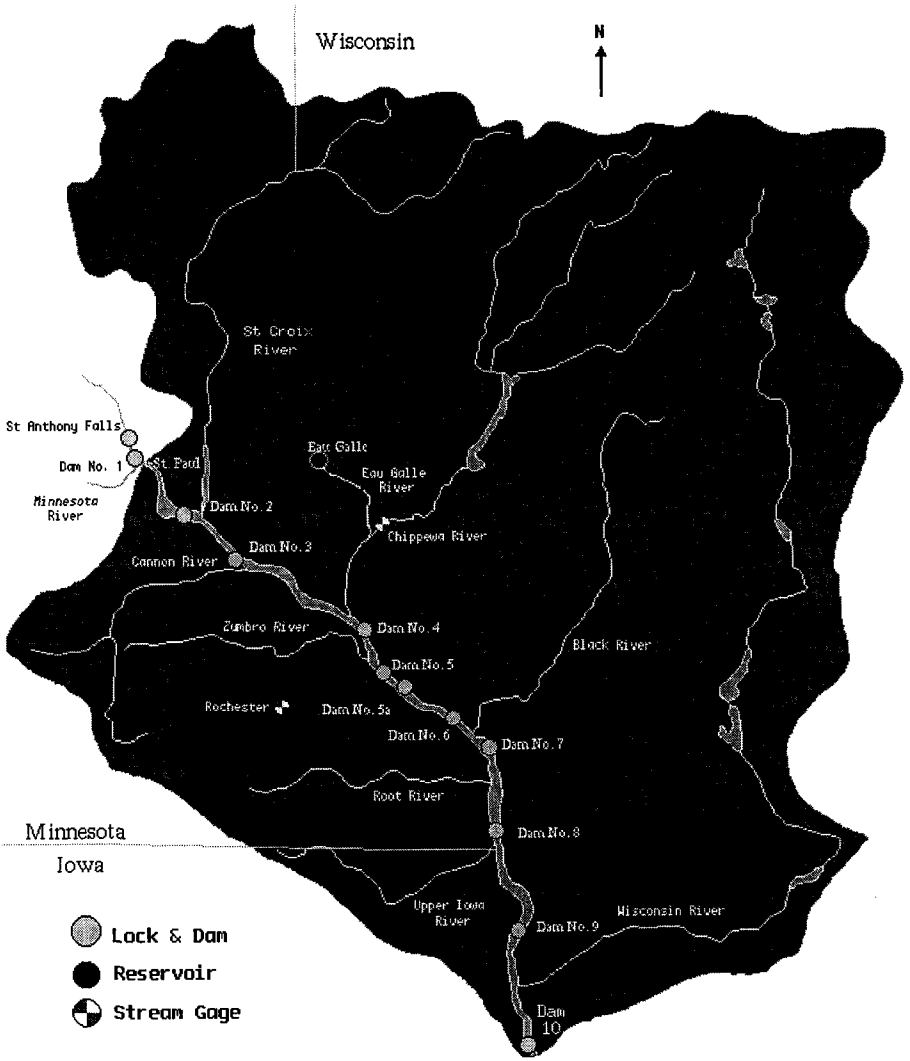 Wisconsin
N
St Croix
River
St Anthony Falls
Dam No. 1
St. Paul
Eau Galle
Eau Galle
River
Minnesota
River
Dam No. 2
Chippewa River
Dam No. 3
Cannon River
Zumbro River
Dam No. 4
Black River
Dam No. 5
Rochester
Dam No. 5a
Dam No. 6
Dam No. 7
Root River
Minnesota
Dam No. 8
Iowa
Upper Iowa
River
Wisconsin River
Dam No. 9
Lock & Dam
Reservoir
Stream Gage
Dam
10